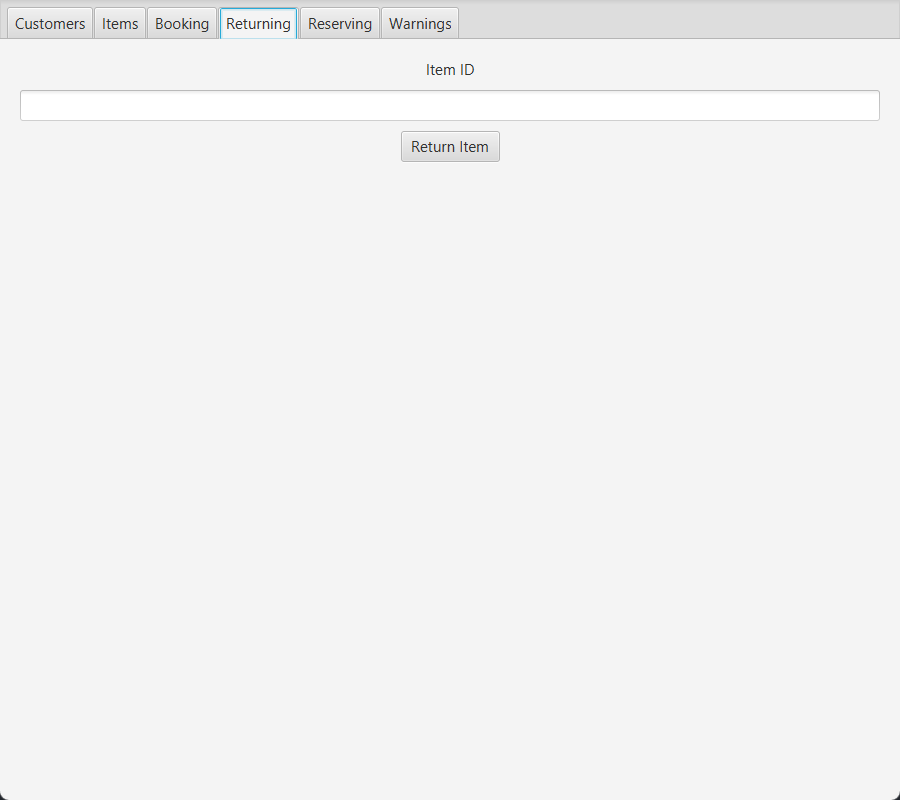 Customers Items Booking Returning Reserving Warnings
Item ID
Return Item